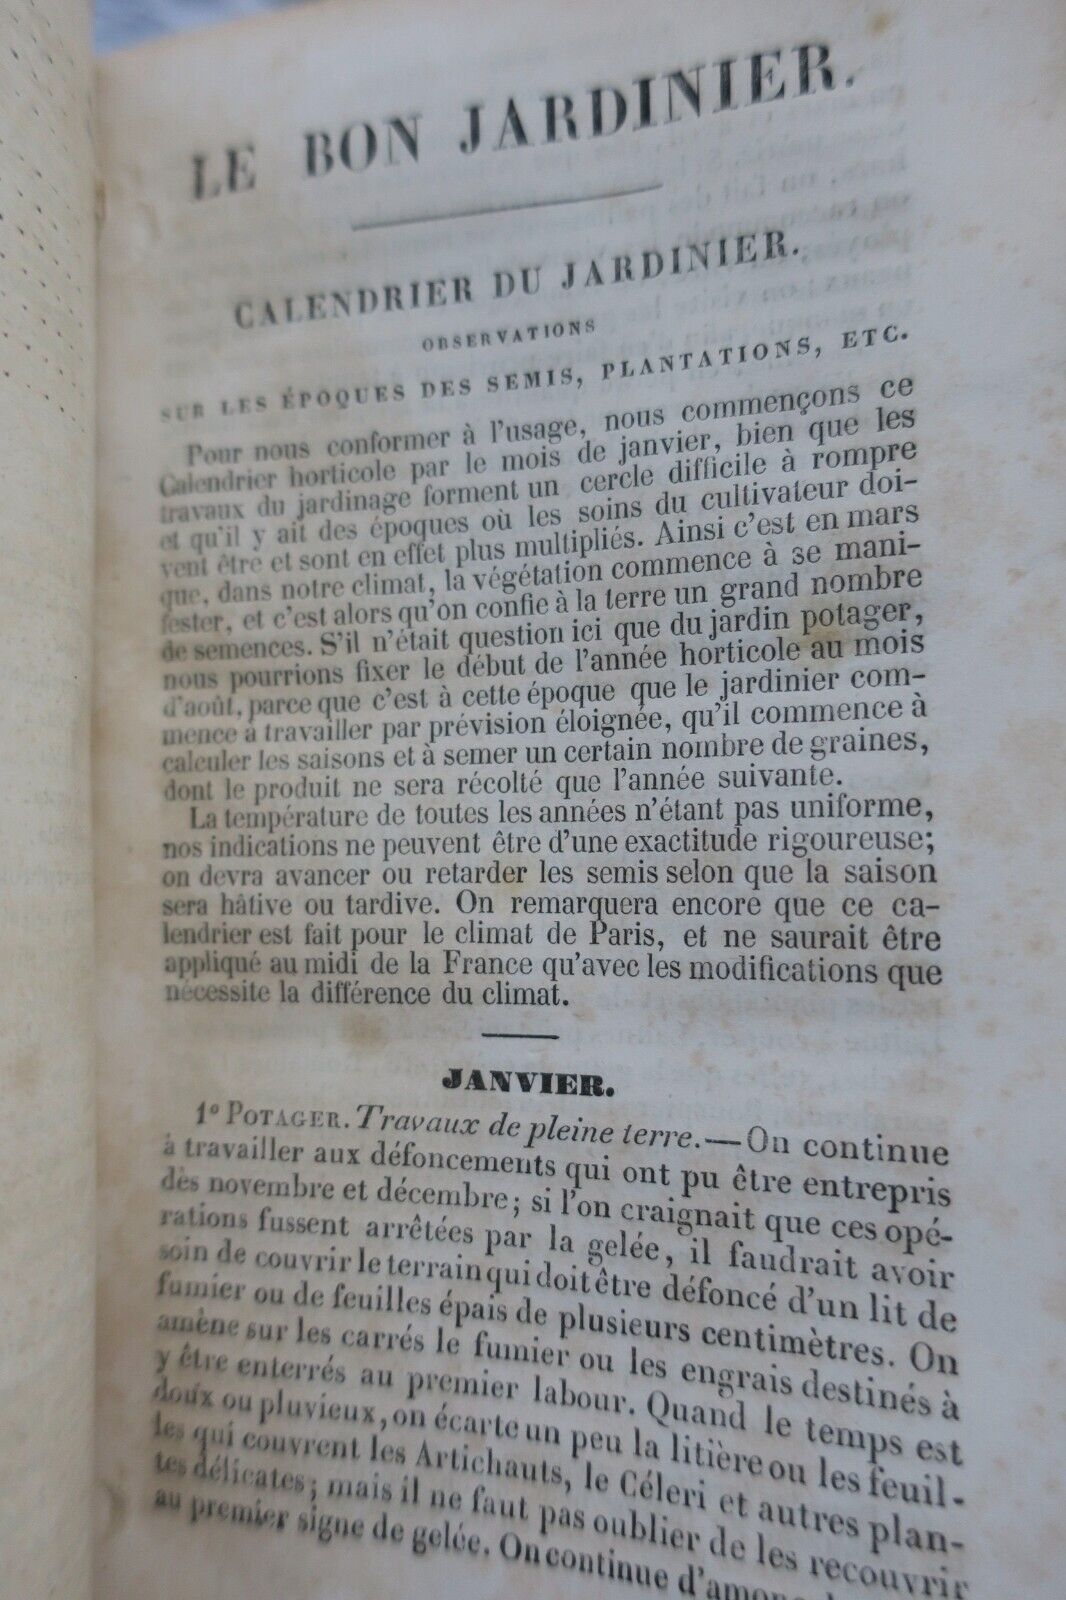 LE BON JARDINIER.
CALENDRIER DU JARDINIER.
OBSERVATIONS
SUR LES ÉPOQUES DES SEMIS, PLANTATIONS, ETC.
Pour nous conformer à l'usage, nous commençons ce
Calendrier horticole par le mois de janvier, bien que les
travaux du jardinage forment un cercle difficile à rompre
et qu'il y ait des époques où les soins du cultivateur doi-
vent être et sont en effet plus multipliés. Ainsi c'est en mars
que, dans notre climat, la végétation commence à se mani-
fester, et c'est alors qu'on confie à la terre un grand nombre
de semences. S'il n'était question ici que du jardin potager,
nous pourrions fixer le début de l'année horticole au mois
d'août, parce que c'est à cette époque que le jardinier com-
mence à travailler par prévision éloignée, qu'il commence à
calculer les saisons et à semer un certain nombre de graines,
dont le produit ne sera récolté que l'année suivante.
La température de toutes les années n'étant pas uniforme,
nos indications ne peuvent être d'une exactitude rigoureuse;
on devra avancer ou retarder les semis selon que la saison
sera hâtive ou tardive. On remarquera encore que ce ca-
lendrier est fait pour le climat de Paris, et ne saurait être
appliqué au midi de la France qu'avec les modifications que
nécessite la différence du climat.
JANVIER.
1° POTAGER. Travaux de pleine terre.—On continue
à travailler aux défoncements qui ont pu être entrepris
dès novembre et décembre; si l'on craignait que ces opé-
rations fussent arrêtées par la gelée, il faudrait avoir
soin de couvrir le terrain qui doit être défoncé d'un lit de
fumier ou de feuilles épais de plusieurs centimètres. On
amène sur les carrés le fumier ou les engrais destinés à
y être enterrés au premier labour. Quand le temps est
doux ou pluvieux, on écarte un peu la litière ou les feuil-
les qui couvrent les Artichauts, le Céleri et autres plan-
tes délicates; mais il ne faut pas oublier de les recouvrir
au premier signe de gelée. On continue